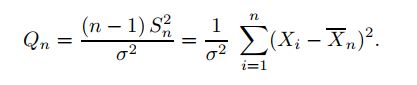 $Q_n = \frac{(n-1)\,S_n^2}{\sigma^2} = \frac{1}{\sigma^2} \sum_{i=1}^{n} (X_i - \overline{X}_n)^2.$